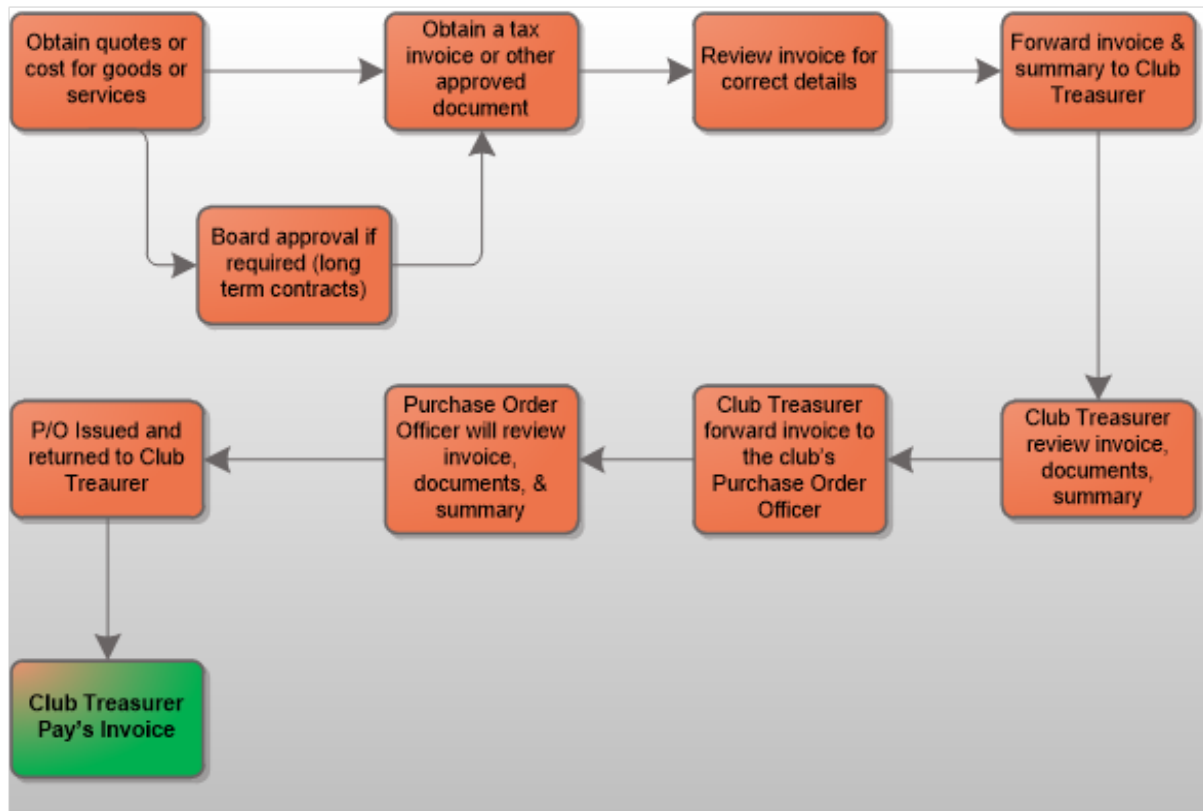 Obtain quotes or
cost for goods or
services
Obtain a tax
invoice or other
approved
document
Review invoice for
correct details
Forward invoice &
summary to Club
Treasurer
Board approval if
required (long
term contracts)
P/O Issued and
returned to Club
Treaurer
Purchase Order
Officer will review
invoice,
documents, &
summary
Club Treasurer
forward invoice to
the club's
Purchase Order
Officer
Club Treasurer
review invoice,
documents,
summary
Club Treasurer
Pay's Invoice